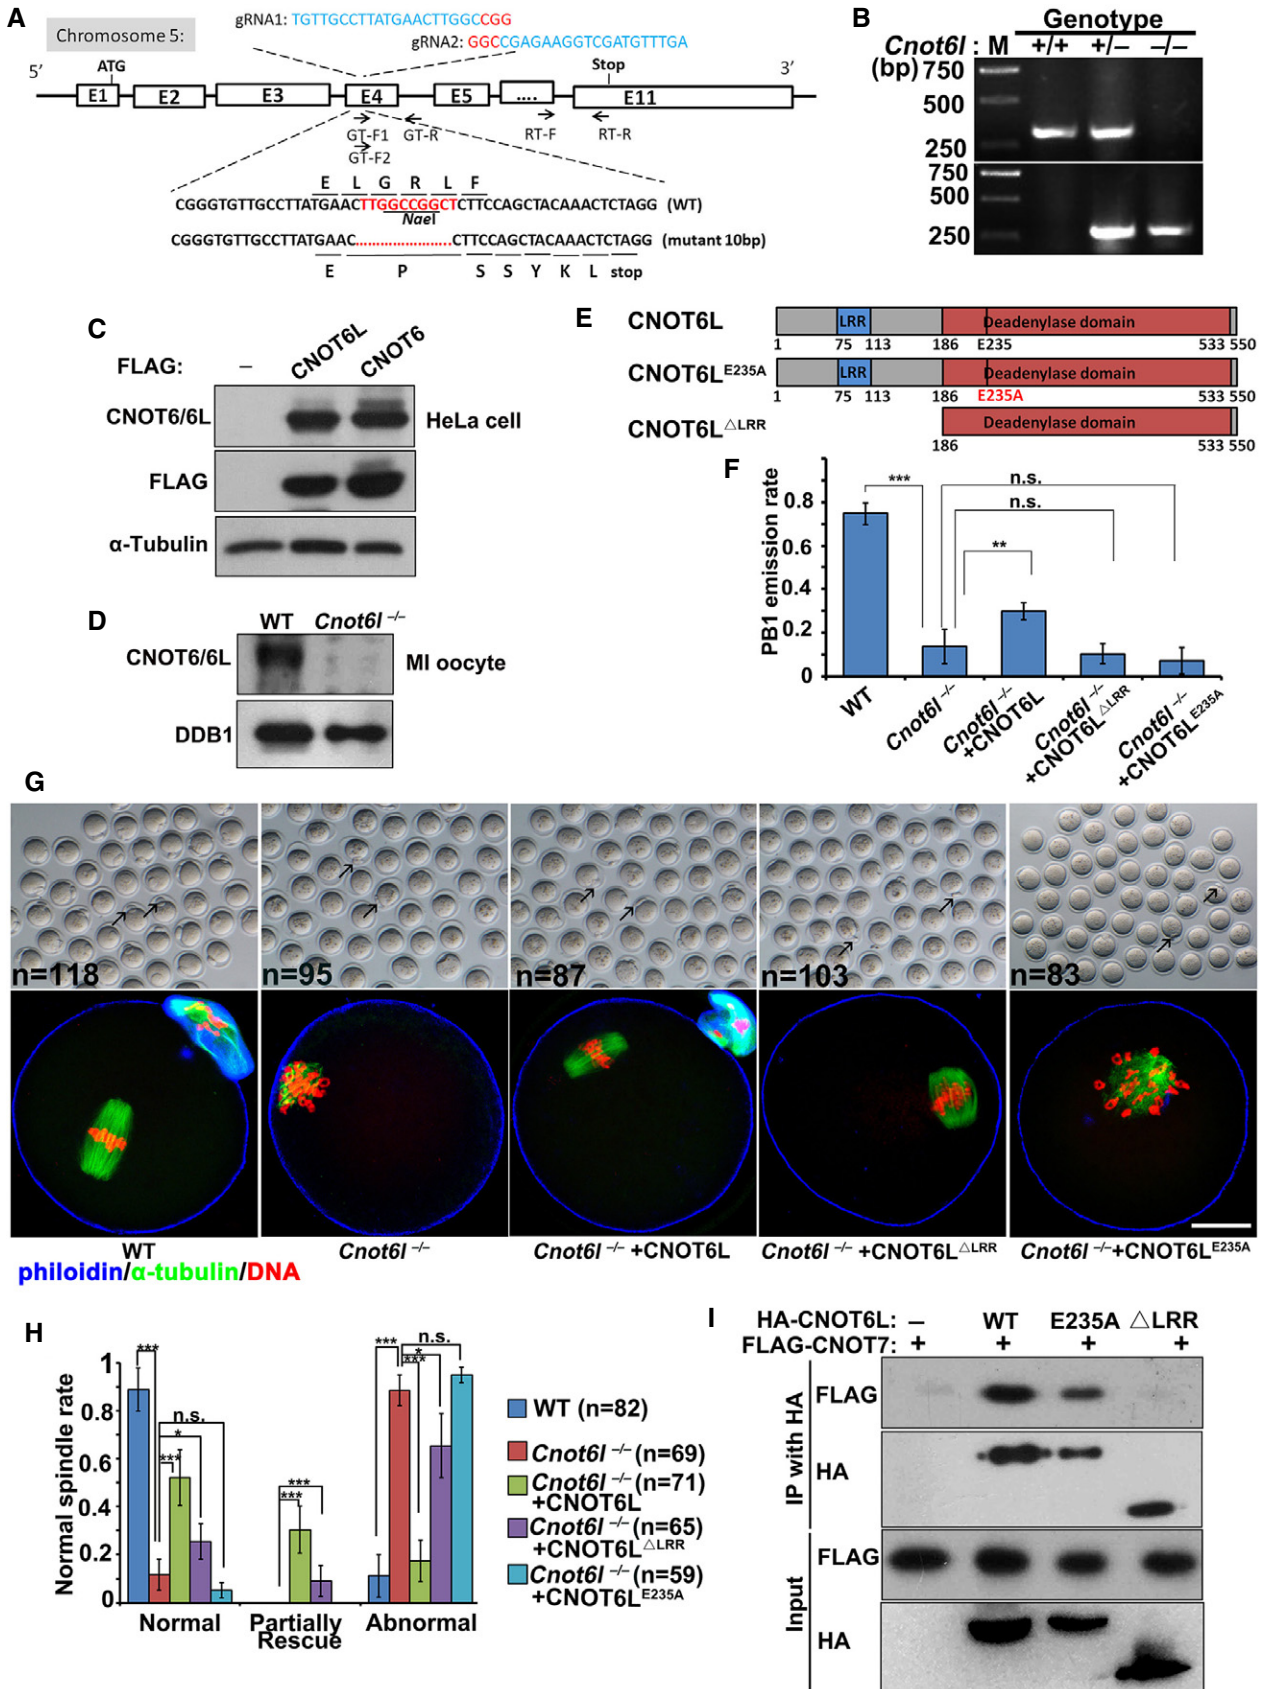 A
gRNA1: TGTTGCCTTATGAACTTGGCCGG
gRNA2: GGCCGAGAAGGTCGATGTTTGA
Chromosome 5:
5′ ATG Stop 3′
E1 E2 E3 E4 E5 .... E11
GT-F1 GT-R RT-F RT-R
GT-F2
E L G R L F
CGGGTGTTGCCTTATGAACTTGGCCGGCTCTTCCAGCTACAAACTCTAGG (WT)
NaeI
CGGGTGTTGCCTTATGAAC......................CTTCCAGCTACAAACTCTAGG (mutant 10bp)
E P S S Y K L stop
B
Genotype
Cnot6l : M +/+ +/− −/−
(bp) 750
500
250
750
500
250
C
FLAG: − CNOT6L CNOT6
CNOT6/6L
HeLa cell
FLAG
α-Tubulin
D
WT Cnot6l −/−
CNOT6/6L
MI oocyte
DDB1
E
CNOT6L
LRR Deadenylase domain
1 75 113 186 E235 533 550
CNOT6L E235A
LRR Deadenylase domain
1 75 113 186 E235A 533 550
CNOT6L △LRR
Deadenylase domain
186 533 550
F
PB1 emission rate
0.8
0.6
0.4
0.2
0
***
n.s.
n.s.
**
WT
Cnot6l −/−
Cnot6l −/−
+CNOT6L
Cnot6l −/−
+CNOT6L △LRR
Cnot6l −/−
+CNOT6L E235A
G
n=118 n=95 n=87 n=103 n=83
WT Cnot6l −/− Cnot6l −/− +CNOT6L Cnot6l −/− +CNOT6L △LRR Cnot6l −/−+CNOT6L E235A
philoidin/α-tubulin/DNA
H
Normal spindle rate
1
0.8
0.6
0.4
0.2
0
***
n.s.
*
***
***
***
***
n.s.
*
***
Normal Partially Rescue Abnormal
WT (n=82)
Cnot6l −/− (n=69)
Cnot6l −/− (n=71)
+CNOT6L
Cnot6l −/− (n=65)
+CNOT6L △LRR
Cnot6l −/− (n=59)
+CNOT6L E235A
I
HA-CNOT6L: − WT E235A △LRR
FLAG-CNOT7: + + + +
IP with HA
FLAG
HA
Input
FLAG
HA